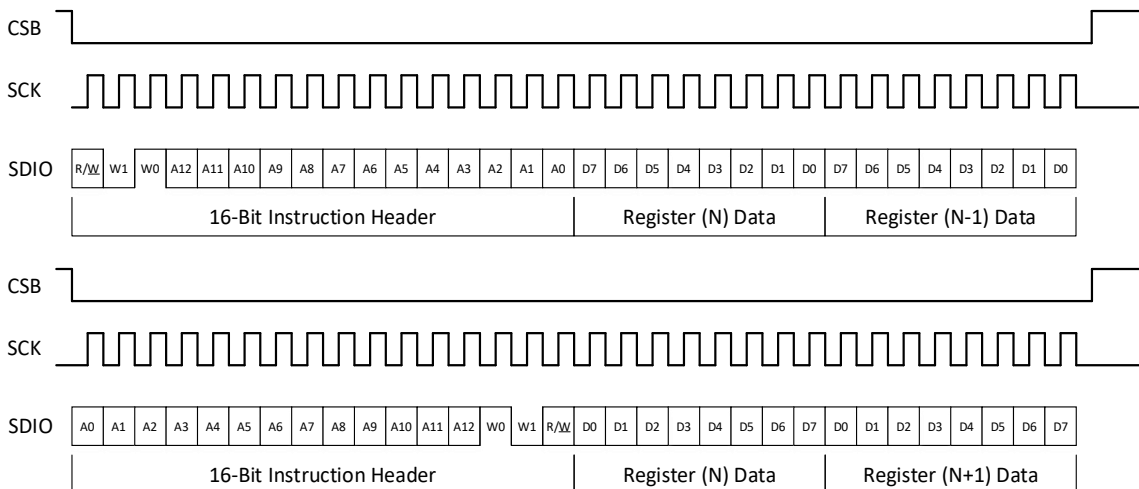 CSB
SCK
SDIO R/W W1 W0 A12 A11 A10 A9 A8 A7 A6 A5 A4 A3 A2 A1 A0 D7 D6 D5 D4 D3 D2 D1 D0 D7 D6 D5 D4 D3 D2 D1 D0
16-Bit Instruction Header Register (N) Data Register (N-1) Data
CSB
SCK
SDIO A0 A1 A2 A3 A4 A5 A6 A7 A8 A9 A10 A11 A12 W0 W1 R/W D0 D1 D2 D3 D4 D5 D6 D7 D0 D1 D2 D3 D4 D5 D6 D7
16-Bit Instruction Header Register (N) Data Register (N+1) Data